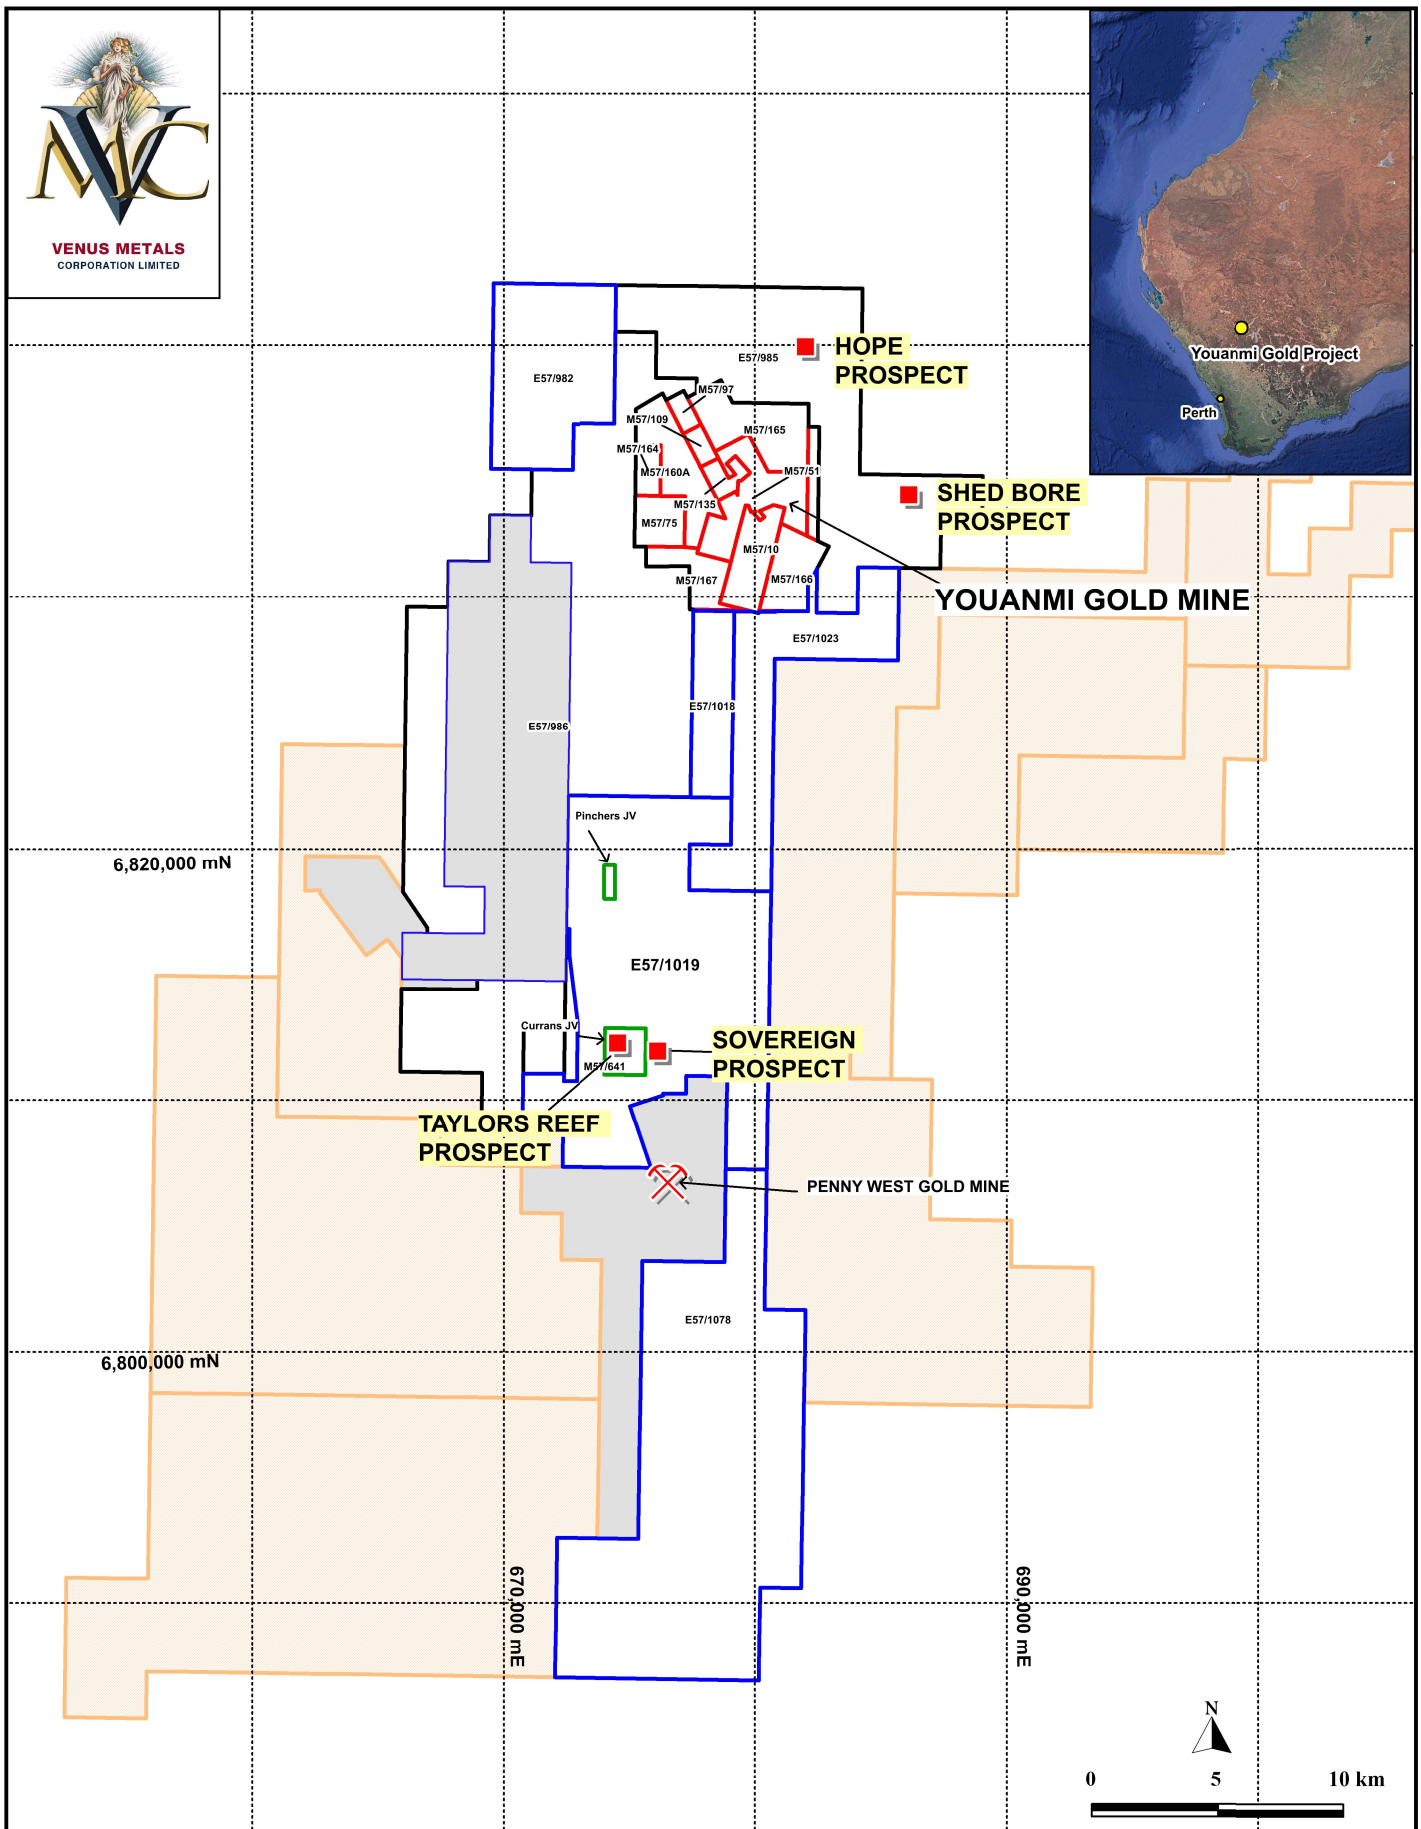 VMC
VENUS METALS
CORPORATION LIMITED
Youanmi Gold Project
Perth
HOPE
PROSPECT
E57/985
E57/982
M57/97
M57/109
M57/165
M57/164
M57/160A
M57/51
M57/135
M57/75
SHED BORE
PROSPECT
M57/10
M57/167
M57/166
YOUANMI GOLD MINE
E57/1023
E57/1018
E57/986
Pinchers JV
6,820,000 mN
E57/1019
Currans JV
SOVEREIGN
PROSPECT
M57/641
TAYLORS REEF
PROSPECT
PENNY WEST GOLD MINE
E57/1078
6,800,000 mN
670,000 mE
690,000 mE
N
0 5 10 km